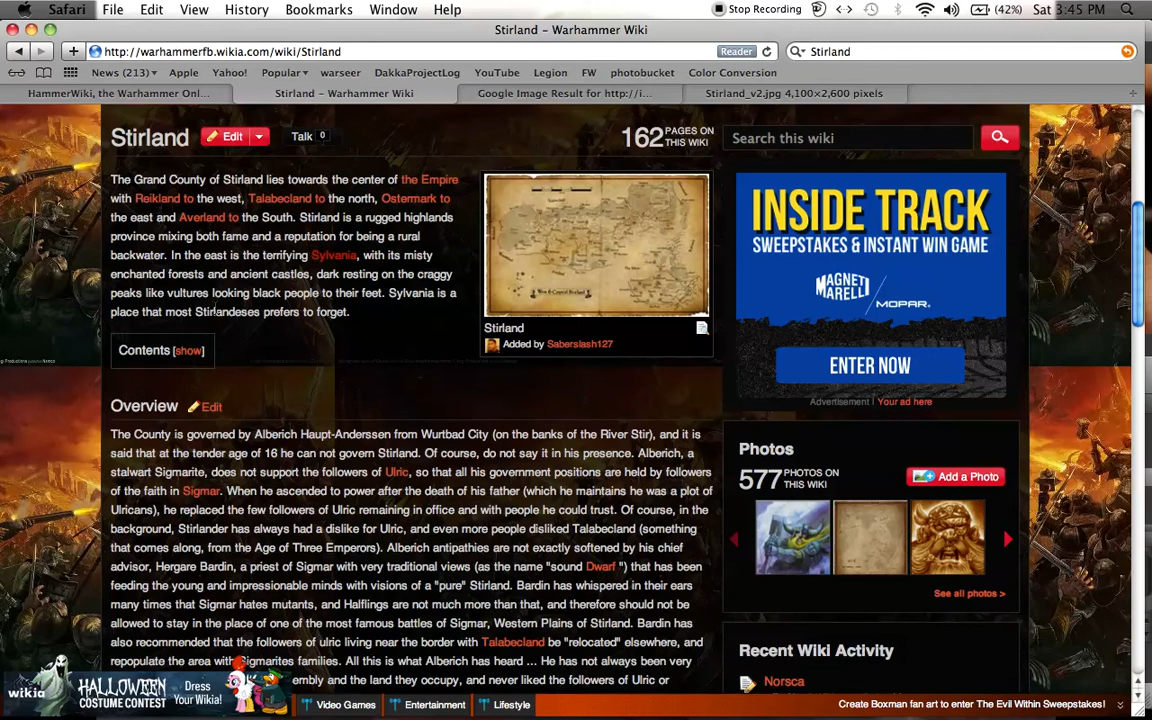 Safari File Edit View History Bookmarks Window Help Stop Recording (42%) Sat 3:45 PM
Stirland – Warhammer Wiki
http://warhammerfb.wikia.com/wiki/Stirland Reader Stirland
News (213) Apple Yahoo! Popular warseer DakkaProjectLog YouTube Legion FW photobucket Color Conversion
HammerWiki, the Warhammer Onl... Stirland – Warhammer Wiki Google Image Result for http://i... Stirland_v2.jpg 4,100×2,600 pixels
Stirland Edit Talk 0 162 PAGES ON THIS WIKI Search this wiki
The Grand County of Stirland lies towards the center of the Empire
with Reikland to the west, Talabecland to the north, Ostermark to
the east and Averland to the South. Stirland is a rugged highlands
province mixing both fame and a reputation for being a rural
backwater. In the east is the terrifying Sylvania, with its misty
enchanted forests and ancient castles, dark resting on the craggy
peaks like vultures looking black people to their feet. Sylvania is a
place that most Stirlandeses prefers to forget.
Contents [show]
Stirland
Added by Saberslash127
INSIDE TRACK
SWEEPSTAKES & INSTANT WIN GAME
MAGNETI
MARELLI
MOPAR
ENTER NOW
Advertisement | Your ad here
Overview Edit
The County is governed by Alberich Haupt-Anderssen from Wurtbad City (on the banks of the River Stir), and it is
said that at the tender age of 16 he can not govern Stirland. Of course, do not say it in his presence. Alberich, a
stalwart Sigmarite, does not support the followers of Ulric, so that all his government positions are held by followers
of the faith in Sigmar. When he ascended to power after the death of his father (which he maintains he was a plot of
Ulricans), he replaced the few followers of Ulric remaining in office and with people he could trust. Of course, in the
background, Stirlander has always had a dislike for Ulric, and even more people disliked Talabecland (something
that comes along, from the Age of Three Emperors). Alberich antipathies are not exactly softened by his chief
advisor, Hergare Bardin, a priest of Sigmar with very traditional views (as the name "sound Dwarf ") that has been
feeding the young and impressionable minds with visions of a "pure" Stirland. Bardin has whispered in their ears
many times that Sigmar hates mutants, and Halflings are not much more than that, and therefore should not be
allowed to stay in the place of one of the most famous battles of Sigmar, Western Plains of Stirland. Bardin has
also recommended that the followers of ulric living near the border with Talabecland be "relocated" elsewhere, and
repopulate the area with Sigmarites families. All this is what Alberich has heard ... He has not always been very
embly and the land they occupy, and never liked the followers of Ulric or
Photos
577 PHOTOS ON THIS WIKI Add a Photo
See all photos >
Recent Wiki Activity
Norsca
wikia HALLOWEEN COSTUME CONTEST Dress Your Wikia!
Video Games Entertainment Lifestyle Create Boxman fan art to enter The Evil Within Sweepstakes!